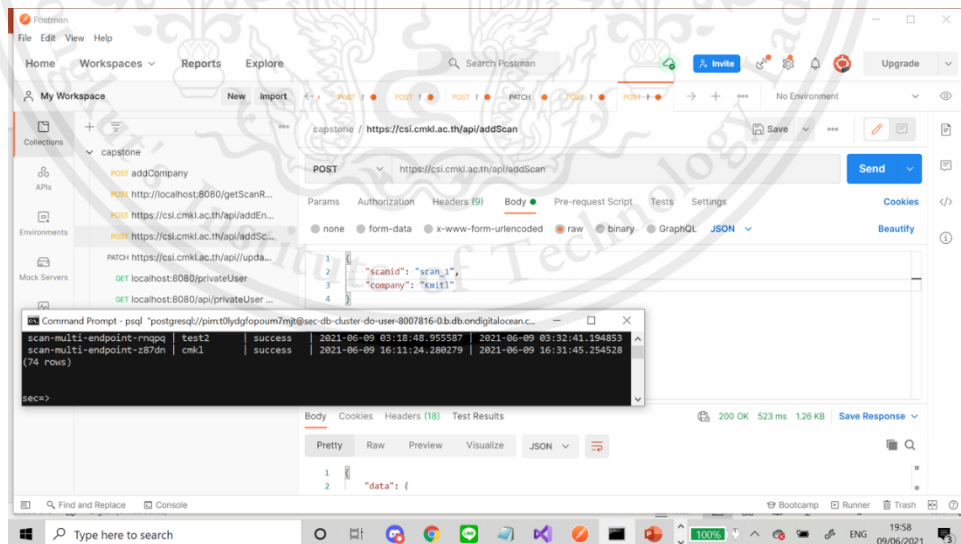 Postman
File Edit View Help
Home Workspaces Reports Explore
Search Postman
Invite
Upgrade
My Workspace
New Import
POST POST POST PATCH POST POST
No Environment
Collections
APIs
Environments
Mock Servers
capstone
POST addCompany
POST http://localhost:8080/getScanR...
POST https://csi.cmkl.ac.th/api/addEn...
POST https://csi.cmkl.ac.th/api/addSc...
PATCH https://csi.cmkl.ac.th/api//upda...
GET localhost:8080/privateUser
GET localhost:8080/api/privateUser ...
capstone / https://csi.cmkl.ac.th/api/addScan
Save
POST https://csi.cmkl.ac.th/api/addScan
Send
Params Authorization Headers (9) Body Pre-request Script Tests Settings
Cookies
none form-data x-www-form-urlencoded raw binary GraphQL JSON
Beautify
1 {
2 "scanid": "scan_1",
3 "company": "Kmitl"
4 }
Institute of Technology
Command Prompt - psql "postgresql://pim:t0lydgfopourn7mjt@sec-db-cluster-do-user-8007816-0.b.db.ondigitalocean.c...
scan-multi-endpoint-rnqpq | test2 | success | 2021-06-09 03:18:48.955587 | 2021-06-09 03:32:41.194853
scan-multi-endpoint-z87dn | cmkl | success | 2021-06-09 16:11:24.280279 | 2021-06-09 16:31:45.254528
(74 rows)
sec=>
Body Cookies Headers (18) Test Results
200 OK 523 ms 1.26 KB Save Response
Pretty Raw Preview Visualize JSON
1 {
2 "data": {
Find and Replace Console
Bootcamp Runner Trash
Type here to search
100%
ENG
19:58
09/06/2021
3